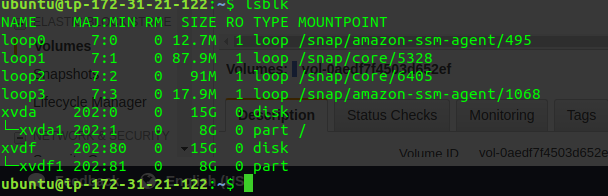 ubuntu@ip-172-31-21-122:~$ lsblk
NAME MAJ:MIN RM SIZE RO TYPE MOUNTPOINT
loop0 7:0 0 12.7M 1 loop /snap/amazon-ssm-agent/495
loop1 7:1 0 87.9M 1 loop /snap/core/5328
loop2 7:2 0 91M 1 loop /snap/core/6405
loop3 7:3 0 17.9M 1 loop /snap/amazon-ssm-agent/1068
xvda 202:0 0 15G 0 disk
└─xvda1 202:1 0 8G 0 part /
xvdf 202:80 0 15G 0 disk
└─xvdf1 202:81 0 8G 0 part
ubuntu@ip-172-31-21-122:~$
Volumes
Snapshots
Lifecycle Manager
Volumes: vol-0aedf7f4503d652ef
Description Status Checks Monitoring Tags
Volume ID vol-0aedf7f4503d